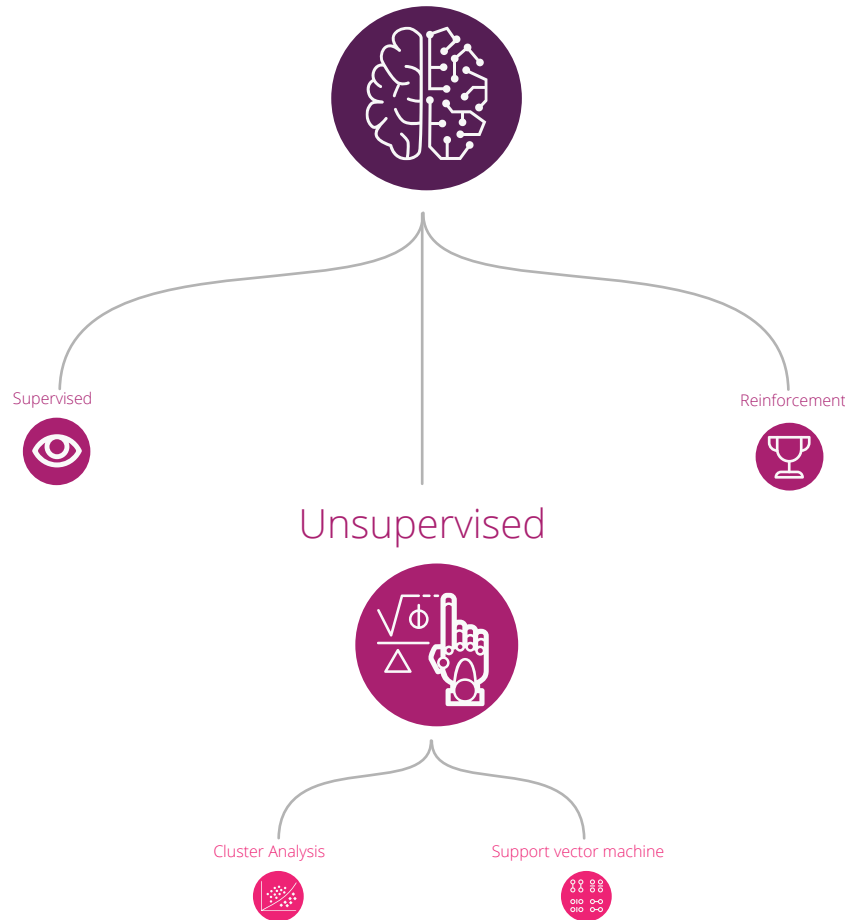 Supervised
Reinforcement
Unsupervised
Cluster Analysis
Support vector machine